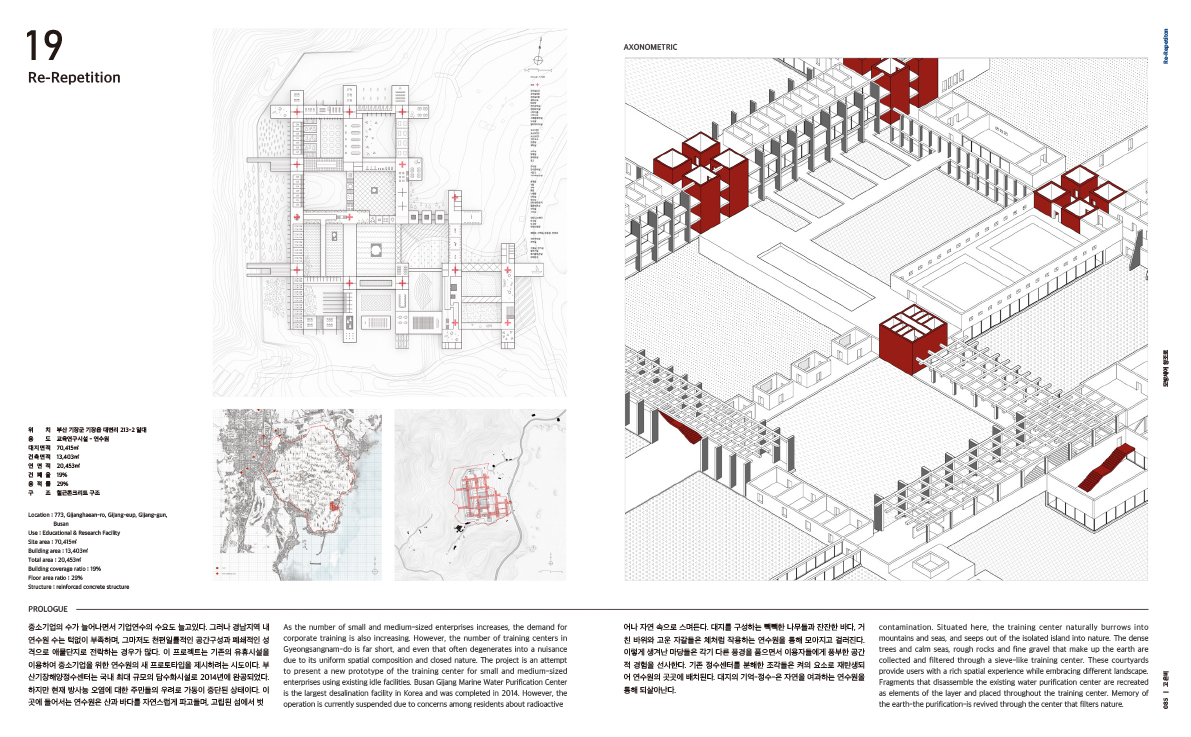 19
Re-Repetition
위 치 부산 기장군 기장읍 대변리 213-2 일대
용 도 교육연구시설 - 연수원
대지면적 70,415㎡
건축면적 13,403㎡
연 면 적 20,453㎡
건 폐 율 19%
용 적 률 29%
구 조 철근콘크리트 구조
Location : 773, Gijanghaean-ro, Gijang-eup, Gijang-gun,
Busan
Use : Educational & Research Facility
Site area : 70,415㎡
Building area : 13,403㎡
Total area : 20,453㎡
Building coverage ratio : 19%
Floor area ratio : 29%
Structure : reinforced concrete structure
PROLOGUE
중소기업의 수가 늘어나면서 기업연수의 수요도 늘고있다. 그러나 경남지역 내
연수원 수는 턱없이 부족하며, 그마저도 천편일률적인 공간구성과 폐쇄적인 성
격으로 애물단지로 전락하는 경우가 많다. 이 프로젝트는 기존의 유휴시설을
이용하여 중소기업을 위한 연수원의 새 프로토타입을 제시하려는 시도이다. 부
산기장해양정수센터는 국내 최대 규모의 담수화시설로 2014년에 완공되었다.
하지만 현재 방사능 오염에 대한 주민들의 우려로 가동이 중단된 상태이다. 이
곳에 들어서는 연수원은 산과 바다를 자연스럽게 파고들며, 고립된 섬에서 벗
As the number of small and medium-sized enterprises increases, the demand for
corporate training is also increasing. However, the number of training centers in
Gyeongsangnam-do is far short, and even that often degenerates into a nuisance
due to its uniform spatial composition and closed nature. The project is an attempt
to present a new prototype of the training center for small and medium-sized
enterprises using existing idle facilities. Busan Gijang Marine Water Purification Center
is the largest desalination facility in Korea and was completed in 2014. However, the
operation is currently suspended due to concerns among residents about radioactive
AXONOMETRIC
어나 자연 속으로 스며든다. 대지를 구성하는 빽빽한 나무들과 잔잔한 바다, 거
친 바위와 고운 자갈들은 체처럼 작용하는 연수원을 통해 모아지고 걸러진다.
이렇게 생겨난 마당들은 각기 다른 풍경을 품으면서 이용자들에게 풍부한 공간
적 경험을 선사한다. 기존 정수센터를 분해한 조각들은 켜의 요소로 재탄생되
어 연수원의 곳곳에 배치된다. 대지의 기억-정수-은 자연을 여과하는 연수원을
통해 되살아난다.
contamination. Situated here, the training center naturally burrows into
mountains and seas, and seeps out of the isolated island into nature. The dense
trees and calm seas, rough rocks and fine gravel that make up the earth are
collected and filtered through a sieve-like training center. These courtyards
provide users with a rich spatial experience while embracing different landscape.
Fragments that disassemble the existing water purification center are recreated
as elements of the layer and placed throughout the training center. Memory of
the earth-the purification-is revived through the center that filters nature.
Re-Repetition
085